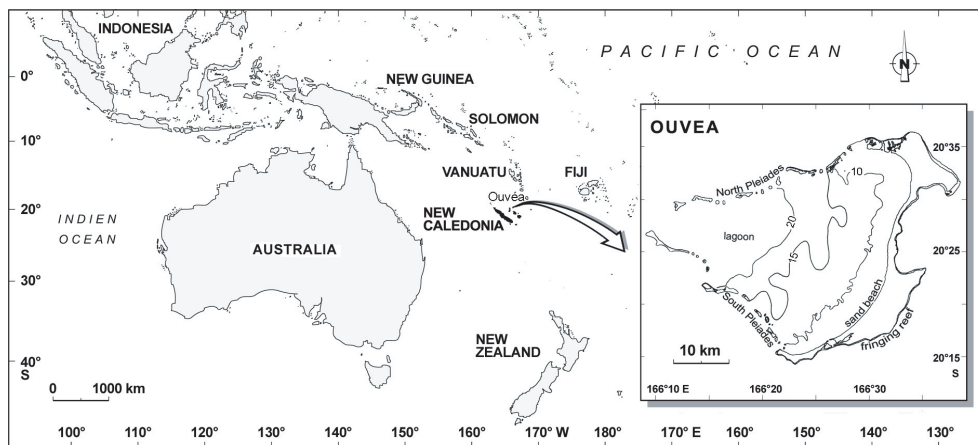 INDONESIA
PACIFIC OCEAN
N
0°
10°
20°
30°
40°
S
NEW GUINEA
SOLOMON
VANUATU
FIJI
Ouvéa
NEW
CALEDONIA
INDIEN
OCEAN
AUSTRALIA
NEW
ZEALAND
0 1000 km
100° 110° 120° 130° 140° 150° 160° 170° 180° 170° E 160° 150° 140° 130°
OUVEA
North Pleiades
10
20
15
lagoon
South Pleiades
sand beach
fringing reef
10 km
20°35
20°25
20°15
S
166°10 E 166°20 166°30